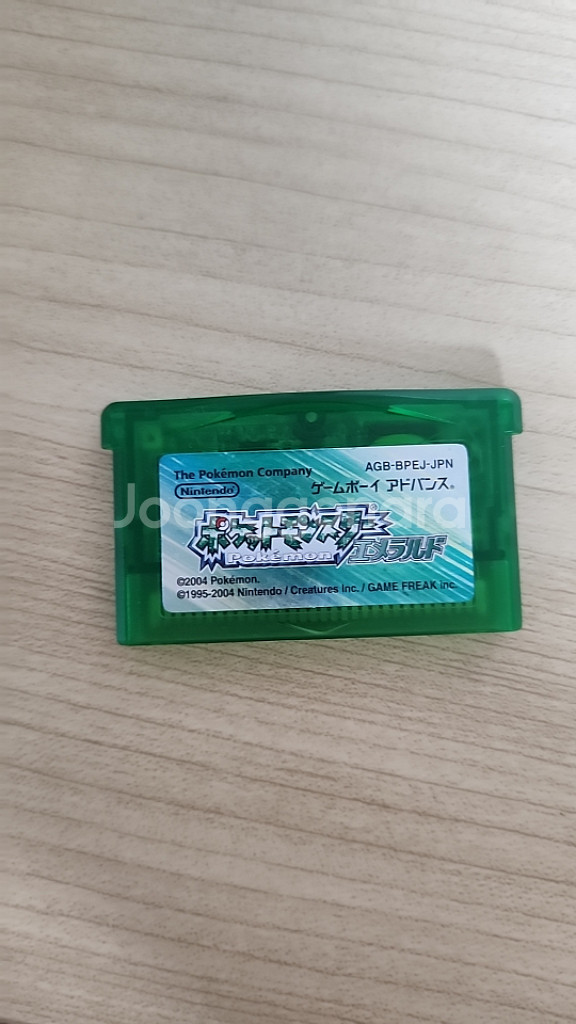 The Pokémon Company
AGB-BPEJ-JPN
Nintendo®
ゲームボーイ アドバンス®
ポケットモンスター
Pokémon
エメラルド
©2004 Pokémon.
©1995-2004 Nintendo / Creatures inc. / GAME FREAK inc.
Joonggonara